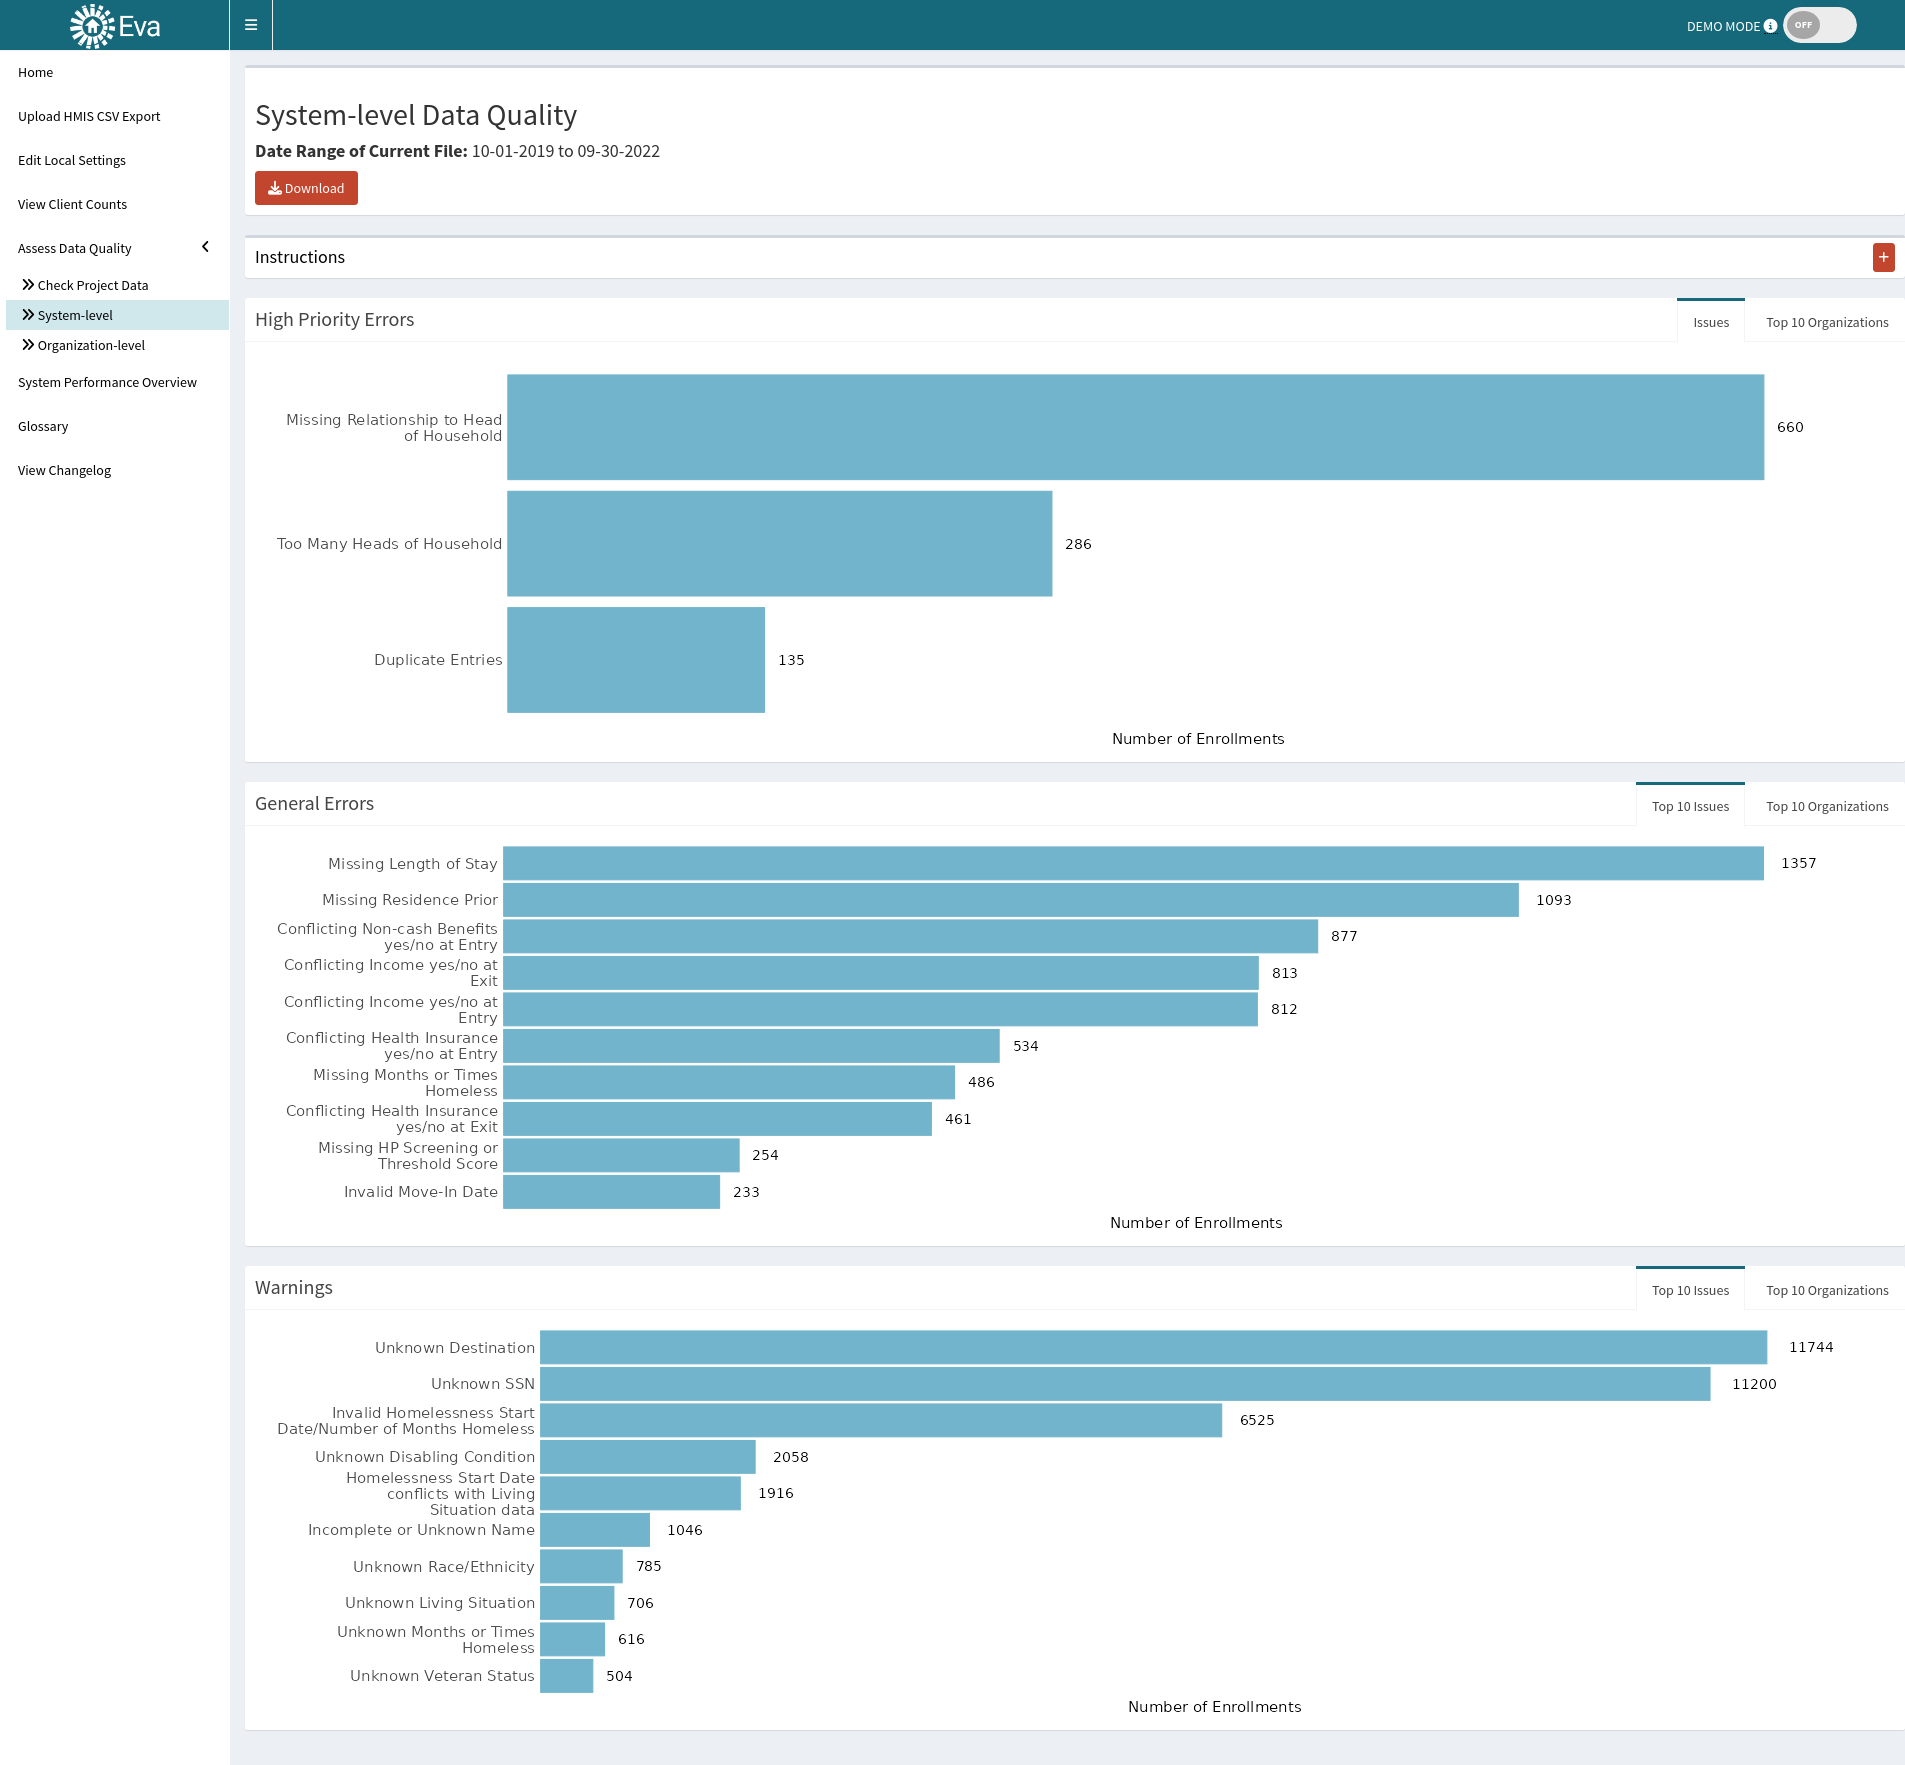 Eva
DEMO MODE
OFF
Home
Upload HMIS CSV Export
Edit Local Settings
View Client Counts
Assess Data Quality
Check Project Data
System-level
Organization-level
System Performance Overview
Glossary
View Changelog
System-level Data Quality
Date Range of Current File: 10-01-2019 to 09-30-2022
Download
Instructions
+
High Priority Errors
Issues
Top 10 Organizations
Missing Relationship to Head
of Household
660
Too Many Heads of Household
286
Duplicate Entries
135
Number of Enrollments
General Errors
Top 10 Issues
Top 10 Organizations
Missing Length of Stay
1357
Missing Residence Prior
1093
Conflicting Non-cash Benefits
yes/no at Entry
877
Conflicting Income yes/no at
Exit
813
Conflicting Income yes/no at
Entry
812
Conflicting Health Insurance
yes/no at Entry
534
Missing Months or Times
Homeless
486
Conflicting Health Insurance
yes/no at Exit
461
Missing HP Screening or
Threshold Score
254
Invalid Move-In Date
233
Number of Enrollments
Warnings
Top 10 Issues
Top 10 Organizations
Unknown Destination
11744
Unknown SSN
11200
Invalid Homelessness Start
Date/Number of Months Homeless
6525
Unknown Disabling Condition
2058
Homelessness Start Date
conflicts with Living
Situation data
1916
Incomplete or Unknown Name
1046
Unknown Race/Ethnicity
785
Unknown Living Situation
706
Unknown Months or Times
Homeless
616
Unknown Veteran Status
504
Number of Enrollments